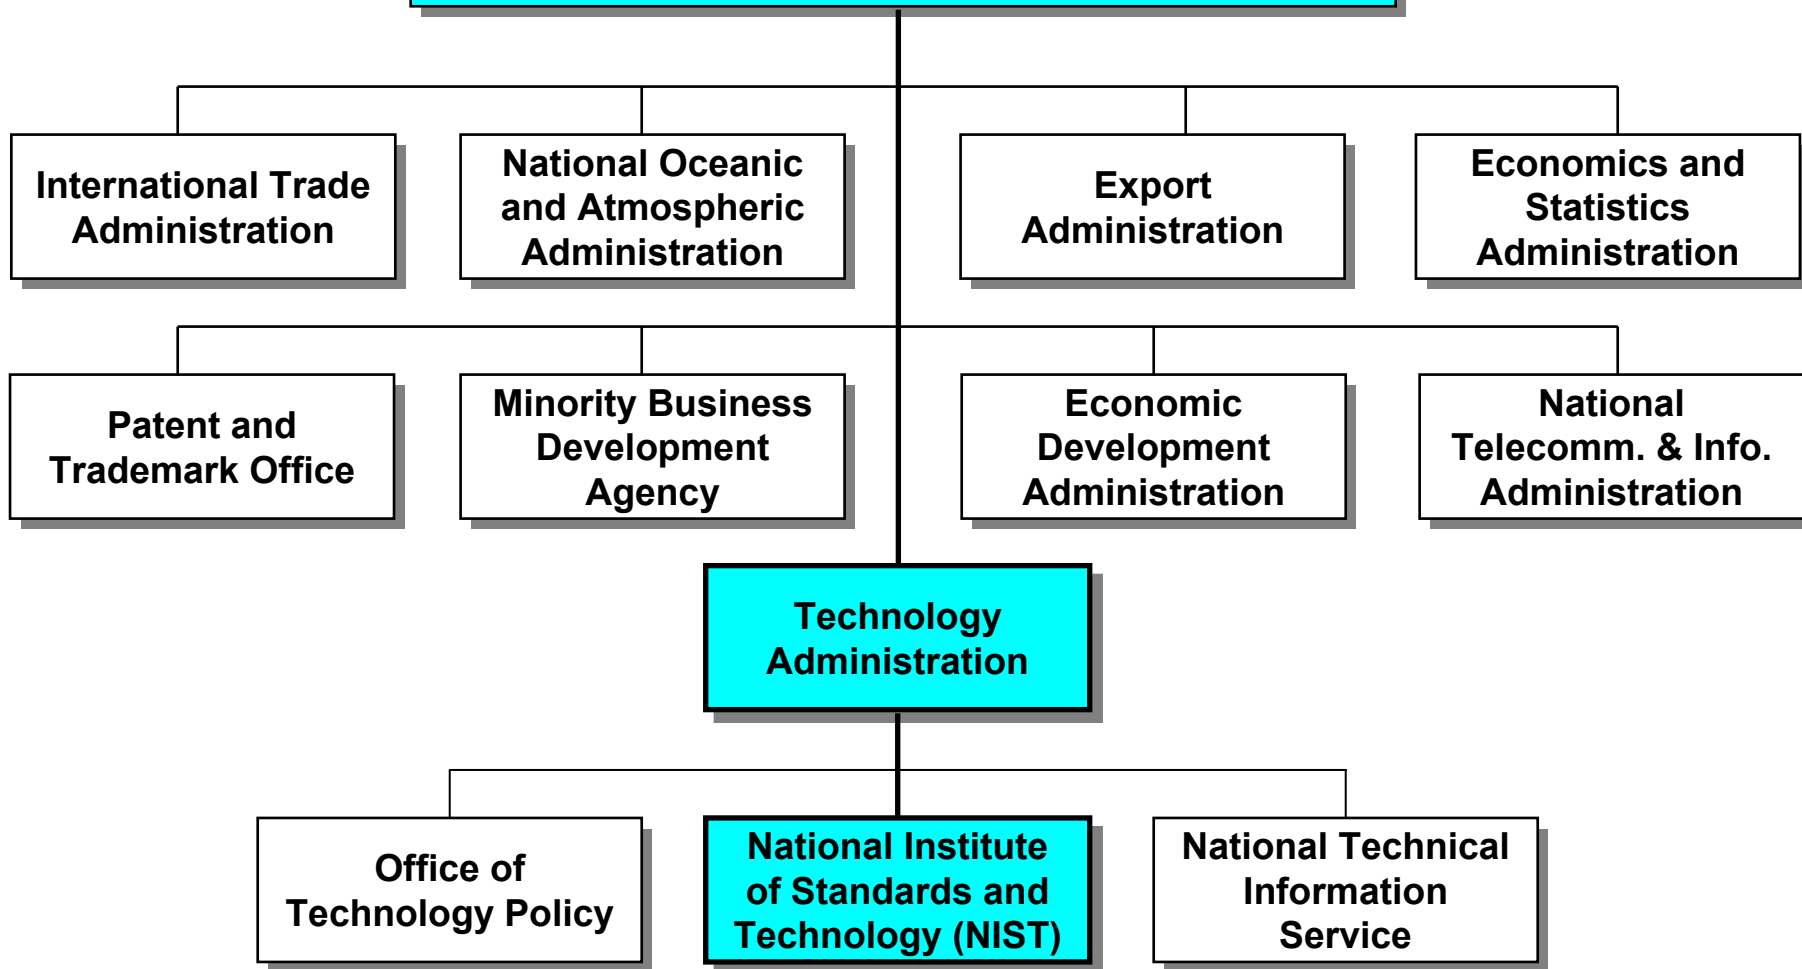 International Trade
Administration
National Oceanic
and Atmospheric
Administration
Export
Administration
Economics and
Statistics
Administration
Patent and
Trademark Office
Minority Business
Development
Agency
Economic
Development
Administration
National
Telecomm. & Info.
Administration
Technology
Administration
Office of
Technology Policy
National Institute
of Standards and
Technology (NIST)
National Technical
Information
Service